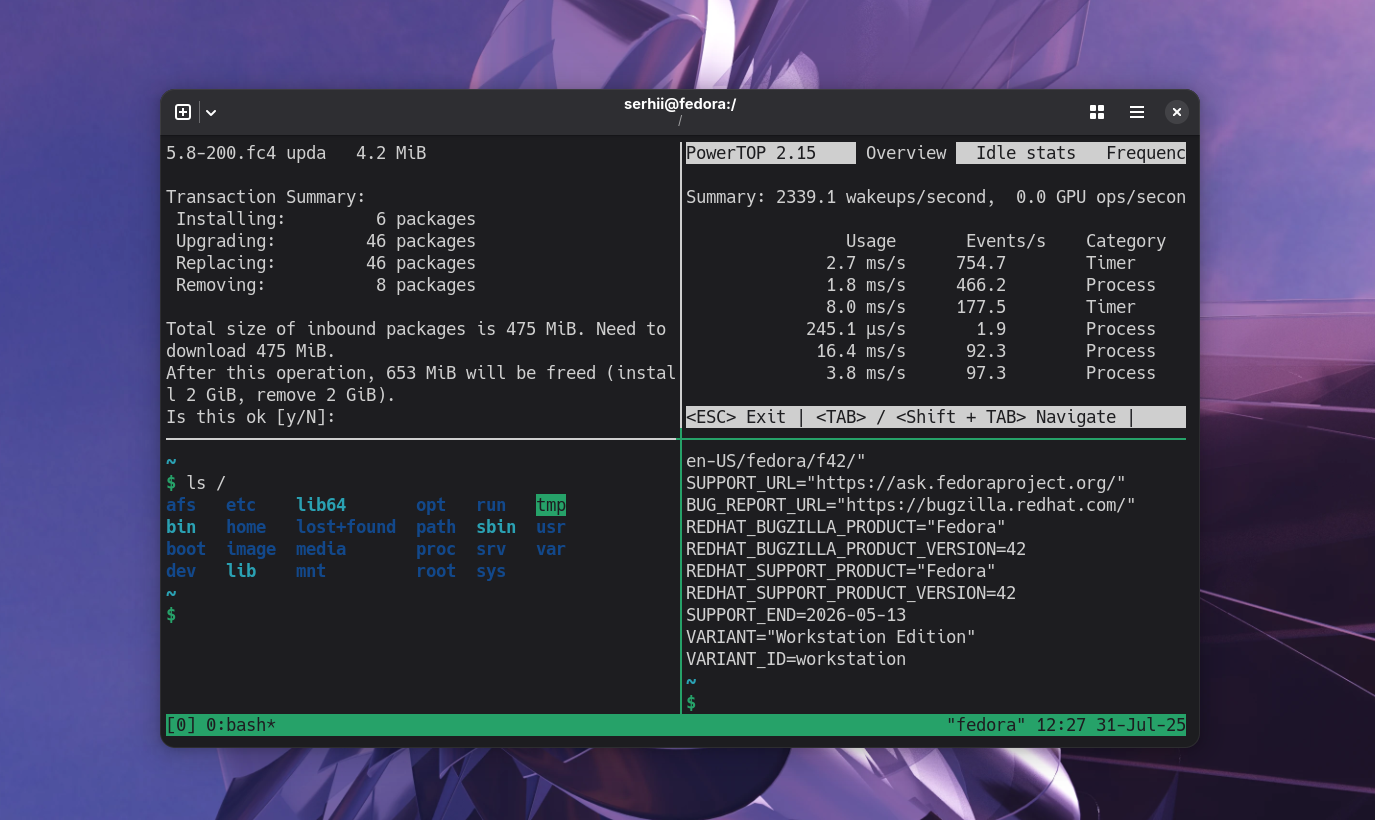 serhii@fedora:/
/
5.8-200.fc4 upda   4.2 MiB
Transaction Summary:
 Installing:         6 packages
 Upgrading:         46 packages
 Replacing:         46 packages
 Removing:           8 packages
Total size of inbound packages is 475 MiB. Need to
download 475 MiB.
After this operation, 653 MiB will be freed (instal
l 2 GiB, remove 2 GiB).
Is this ok [y/N]:
PowerTOP 2.15     Overview   Idle stats   Frequenc
Summary: 2339.1 wakeups/second,  0.0 GPU ops/secon
Usage       Events/s    Category
2.7 ms/s     754.7        Timer
1.8 ms/s     466.2        Process
8.0 ms/s     177.5        Timer
245.1 µs/s       1.9        Process
16.4 ms/s      92.3        Process
3.8 ms/s      97.3        Process
<ESC> Exit | <TAB> / <Shift + TAB> Navigate |
~
$ ls /
afs   etc    lib64       opt   run   tmp
bin   home   lost+found  path  sbin  usr
boot  image  media       proc  srv   var
dev   lib    mnt         root  sys
~
$
en-US/fedora/f42/"
SUPPORT_URL="https://ask.fedoraproject.org/"
BUG_REPORT_URL="https://bugzilla.redhat.com/"
REDHAT_BUGZILLA_PRODUCT="Fedora"
REDHAT_BUGZILLA_PRODUCT_VERSION=42
REDHAT_SUPPORT_PRODUCT="Fedora"
REDHAT_SUPPORT_PRODUCT_VERSION=42
SUPPORT_END=2026-05-13
VARIANT="Workstation Edition"
VARIANT_ID=workstation
~
$
[0] 0:bash*                    "fedora" 12:27 31-Jul-25